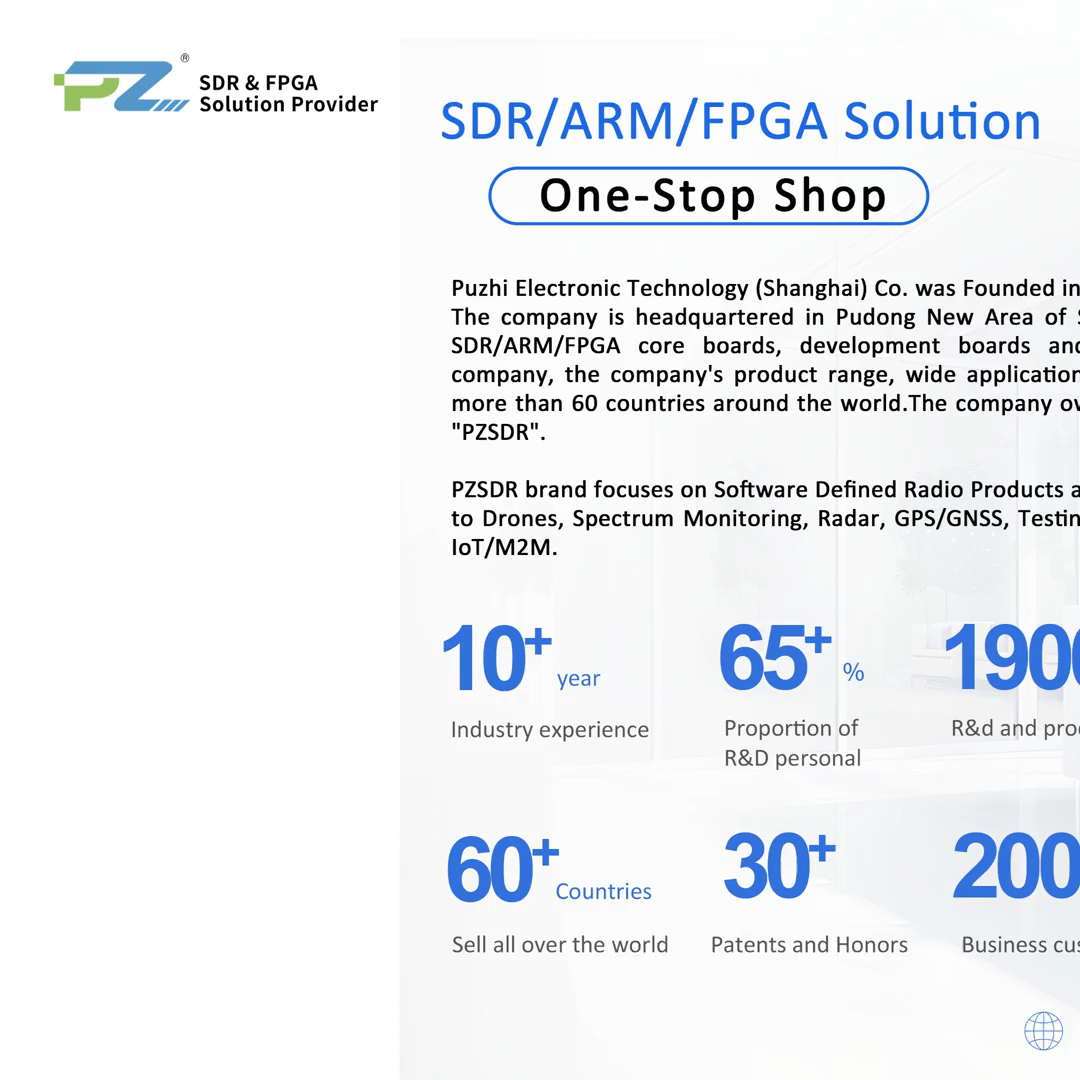 PZ®
SDR & FPGA
Solution Provider
SDR/ARM/FPGA Solution
One-Stop Shop
Puzhi Electronic Technology (Shanghai) Co. was Founded in
The company is headquartered in Pudong New Area of
SDR/ARM/FPGA core boards, development boards and
company, the company's product range, wide application
more than 60 countries around the world.The company
"PZSDR".
PZSDR brand focuses on Software Defined Radio Products
to Drones, Spectrum Monitoring, Radar, GPS/GNSS,
IoT/M2M.
10+ year
65+ %
1900
Industry experience
Proportion of
R&D personal
R&d and
60+ Countries
30+
200
Sell all over the world
Patents and Honors
Business